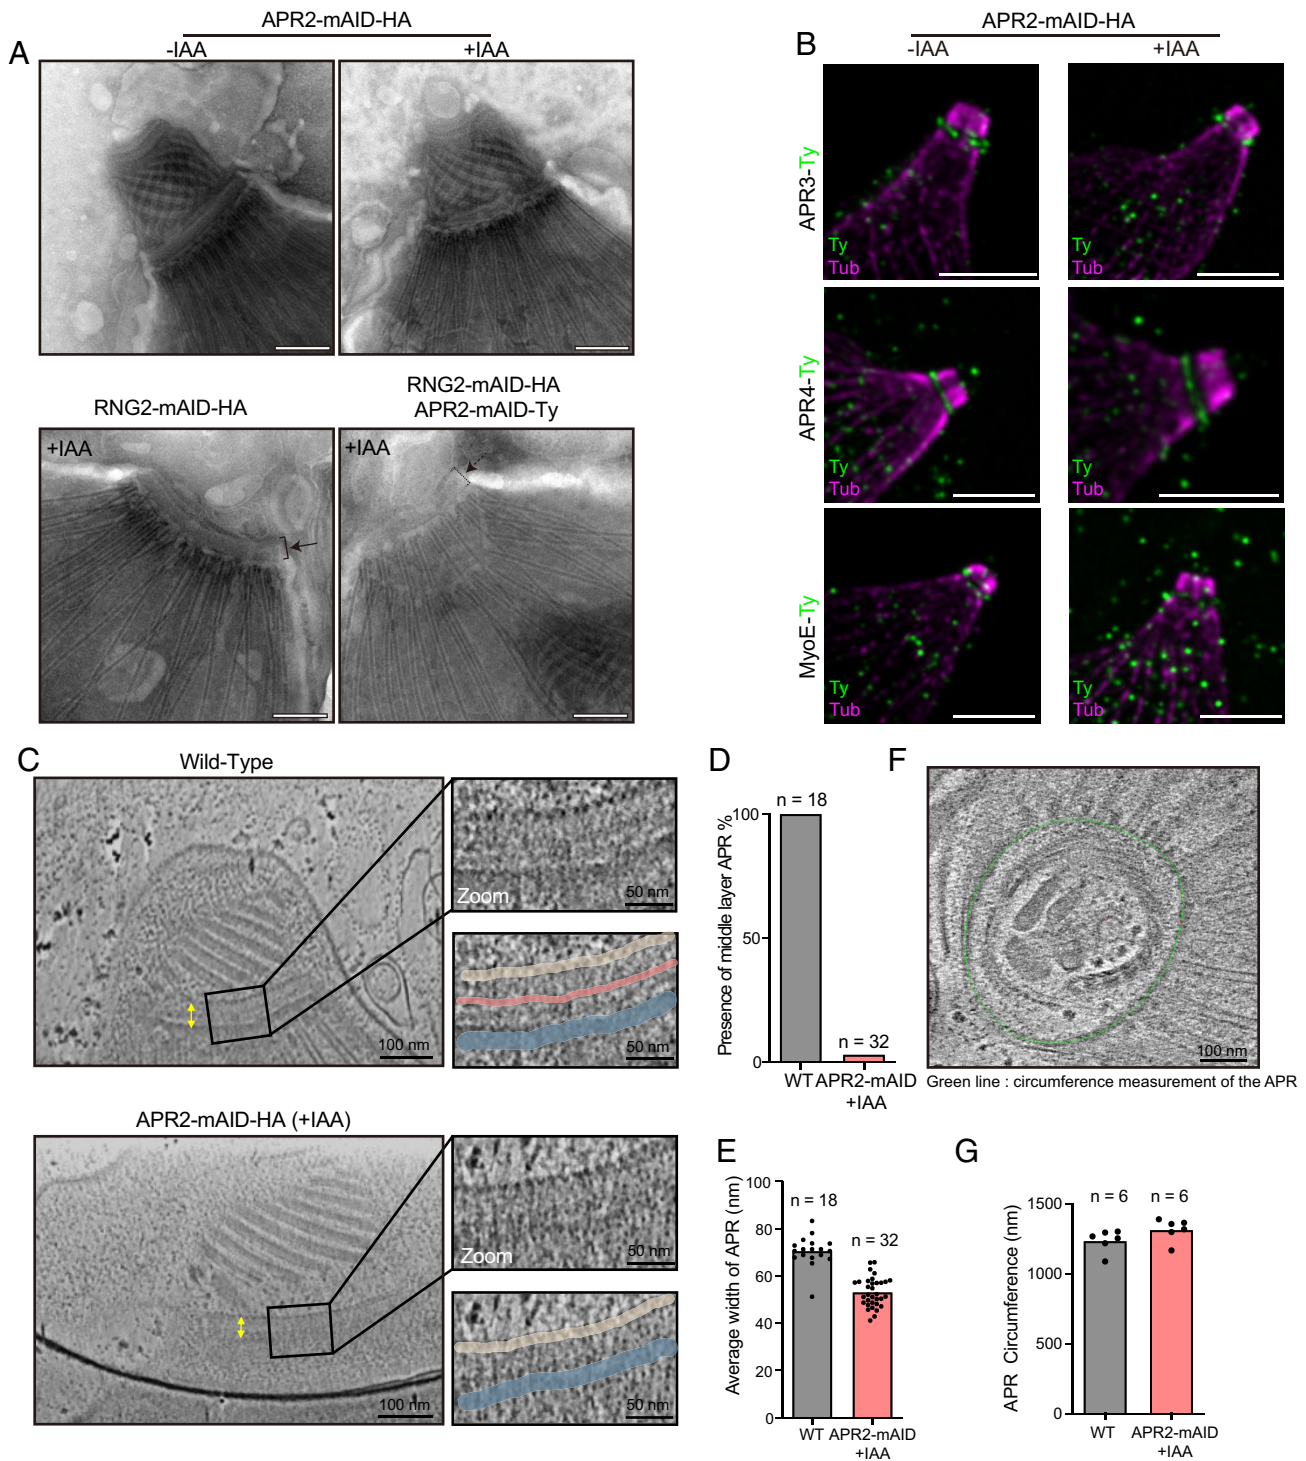 A
APR2-mAID-HA
-IAA
+IAA
RNG2-mAID-HA
RNG2-mAID-HA
APR2-mAID-Ty
+IAA
+IAA
B
APR2-mAID-HA
-IAA
+IAA
APR3-Ty
Ty
Tub
Ty
Tub
APR4-Ty
Ty
Tub
Ty
Tub
MyoE-Ty
Ty
Tub
Ty
Tub
C
Wild-Type
100 nm
Zoom
50 nm
50 nm
APR2-mAID-HA (+IAA)
100 nm
Zoom
50 nm
50 nm
D
Presence of middle layer APR %
100
50
0
n = 18
n = 32
WT
APR2-mAID
+IAA
E
Average width of APR (nm)
100
80
60
40
20
0
n = 18
n = 32
WT
APR2-mAID
+IAA
F
100 nm
Green line : circumference measurement of the APR
G
APR Circumference (nm)
1500
1000
500
0
n = 6
n = 6
WT
APR2-mAID
+IAA